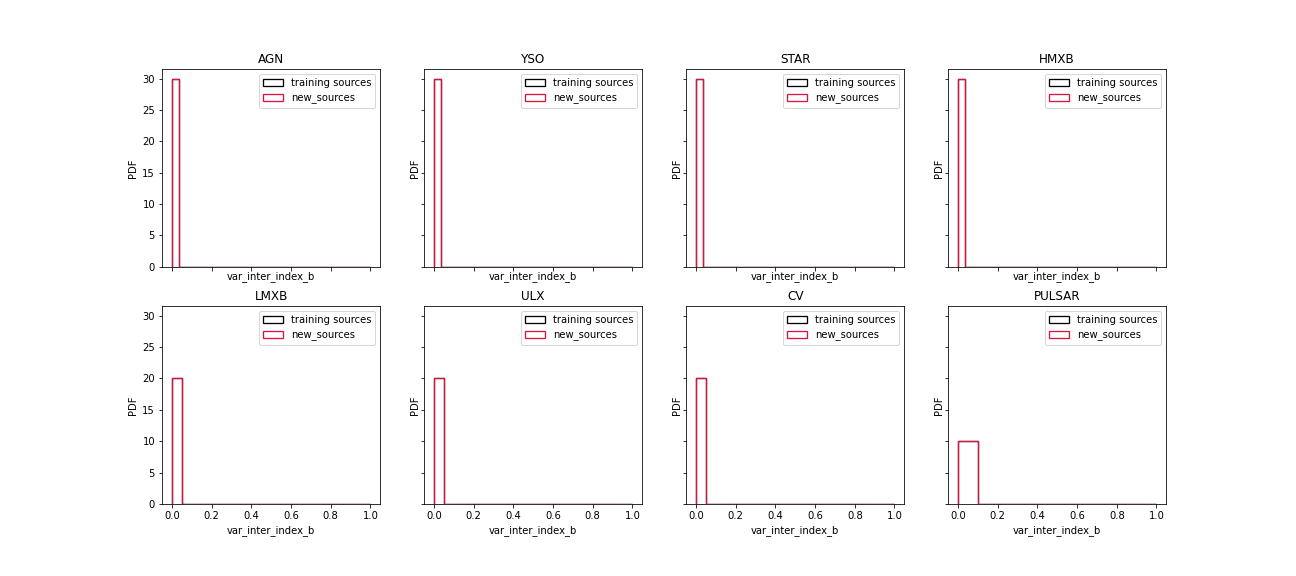 AGN
YSO
STAR
HMXB
30
25
20
15
10
5
0
PDF
training sources
new_sources
var_inter_index_b
PDF
training sources
new_sources
var_inter_index_b
PDF
training sources
new_sources
var_inter_index_b
PDF
training sources
new_sources
var_inter_index_b
LMXB
ULX
CV
PULSAR
30
25
20
15
10
5
0
PDF
training sources
new_sources
0.0 0.2 0.4 0.6 0.8 1.0
var_inter_index_b
PDF
training sources
new_sources
0.0 0.2 0.4 0.6 0.8 1.0
var_inter_index_b
PDF
training sources
new_sources
0.0 0.2 0.4 0.6 0.8 1.0
var_inter_index_b
PDF
training sources
new_sources
0.0 0.2 0.4 0.6 0.8 1.0
var_inter_index_b